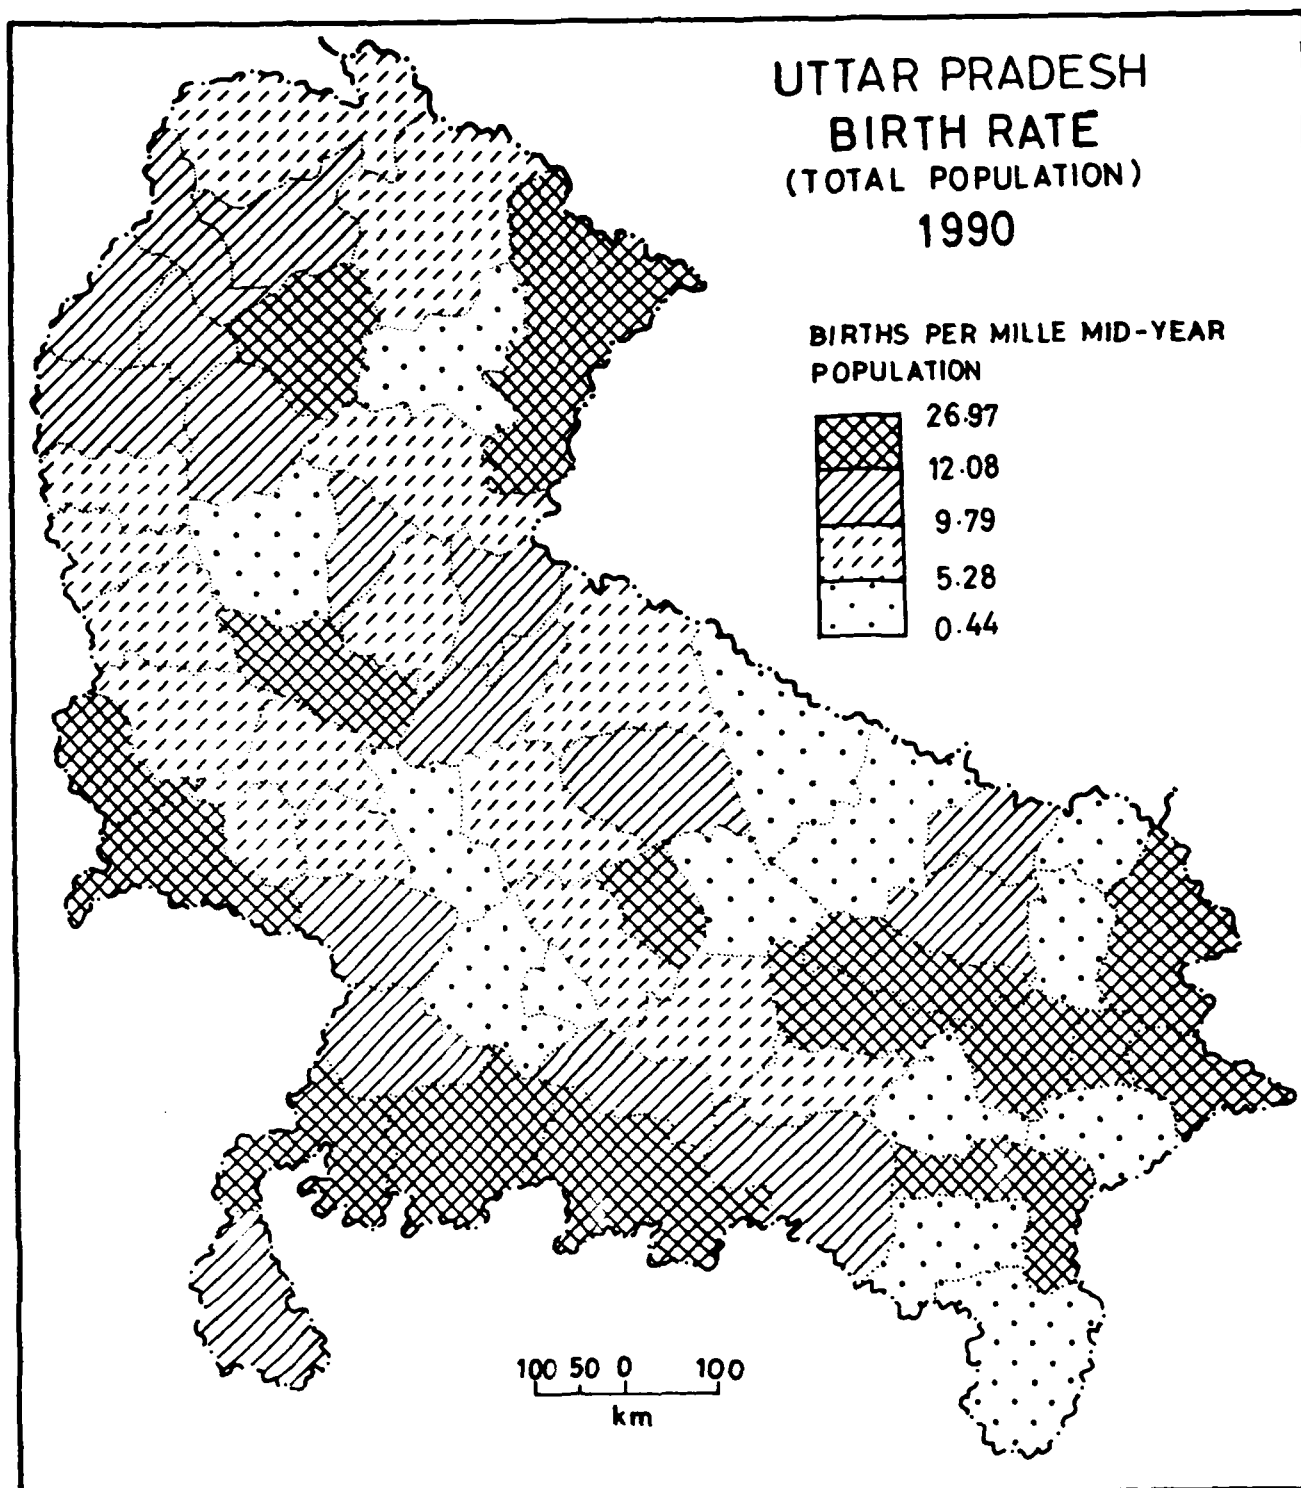 UTTAR PRADESH
BIRTH RATE
(TOTAL POPULATION)
1990
BIRTHS PER MILLE MID-YEAR
POPULATION
26.97
12.08
9.79
5.28
0.44
100 50 0 100
km